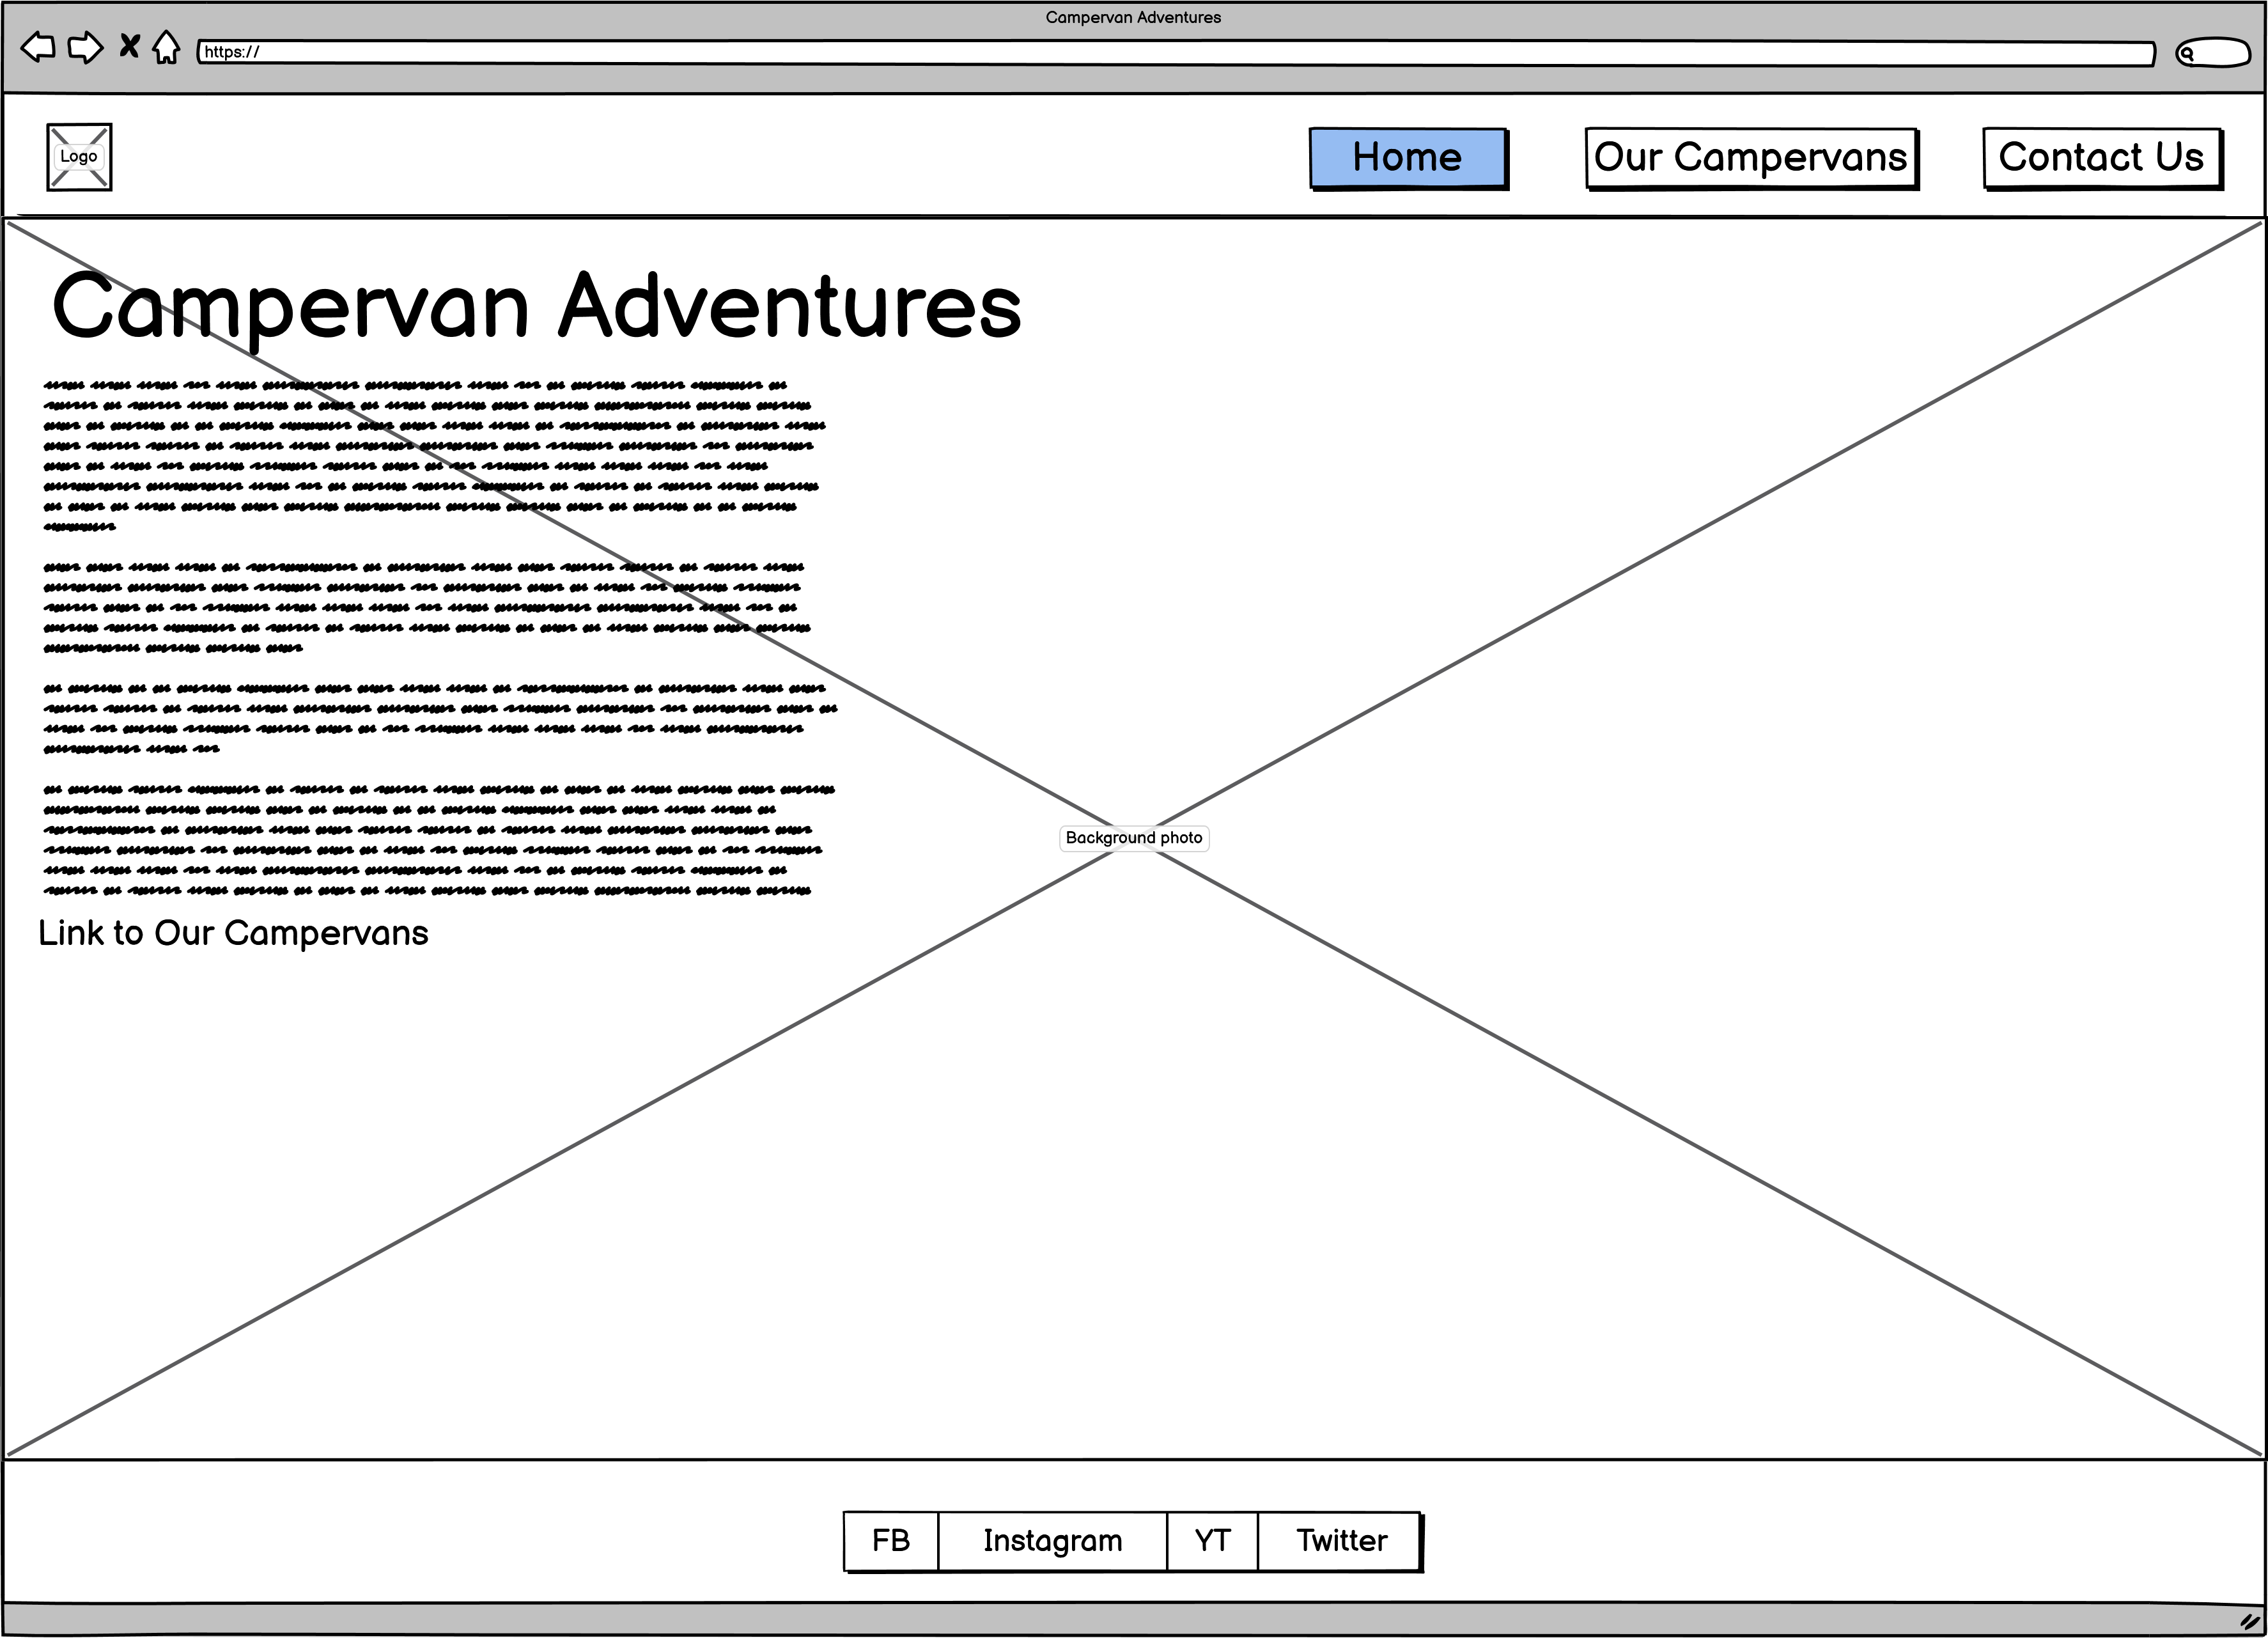 Campervan Adventures
https://
Logo
Home
Our Campervans
Contact Us
Campervan Adventures
Background photo
Link to Our Campervans
FB
Instagram
YT
Twitter